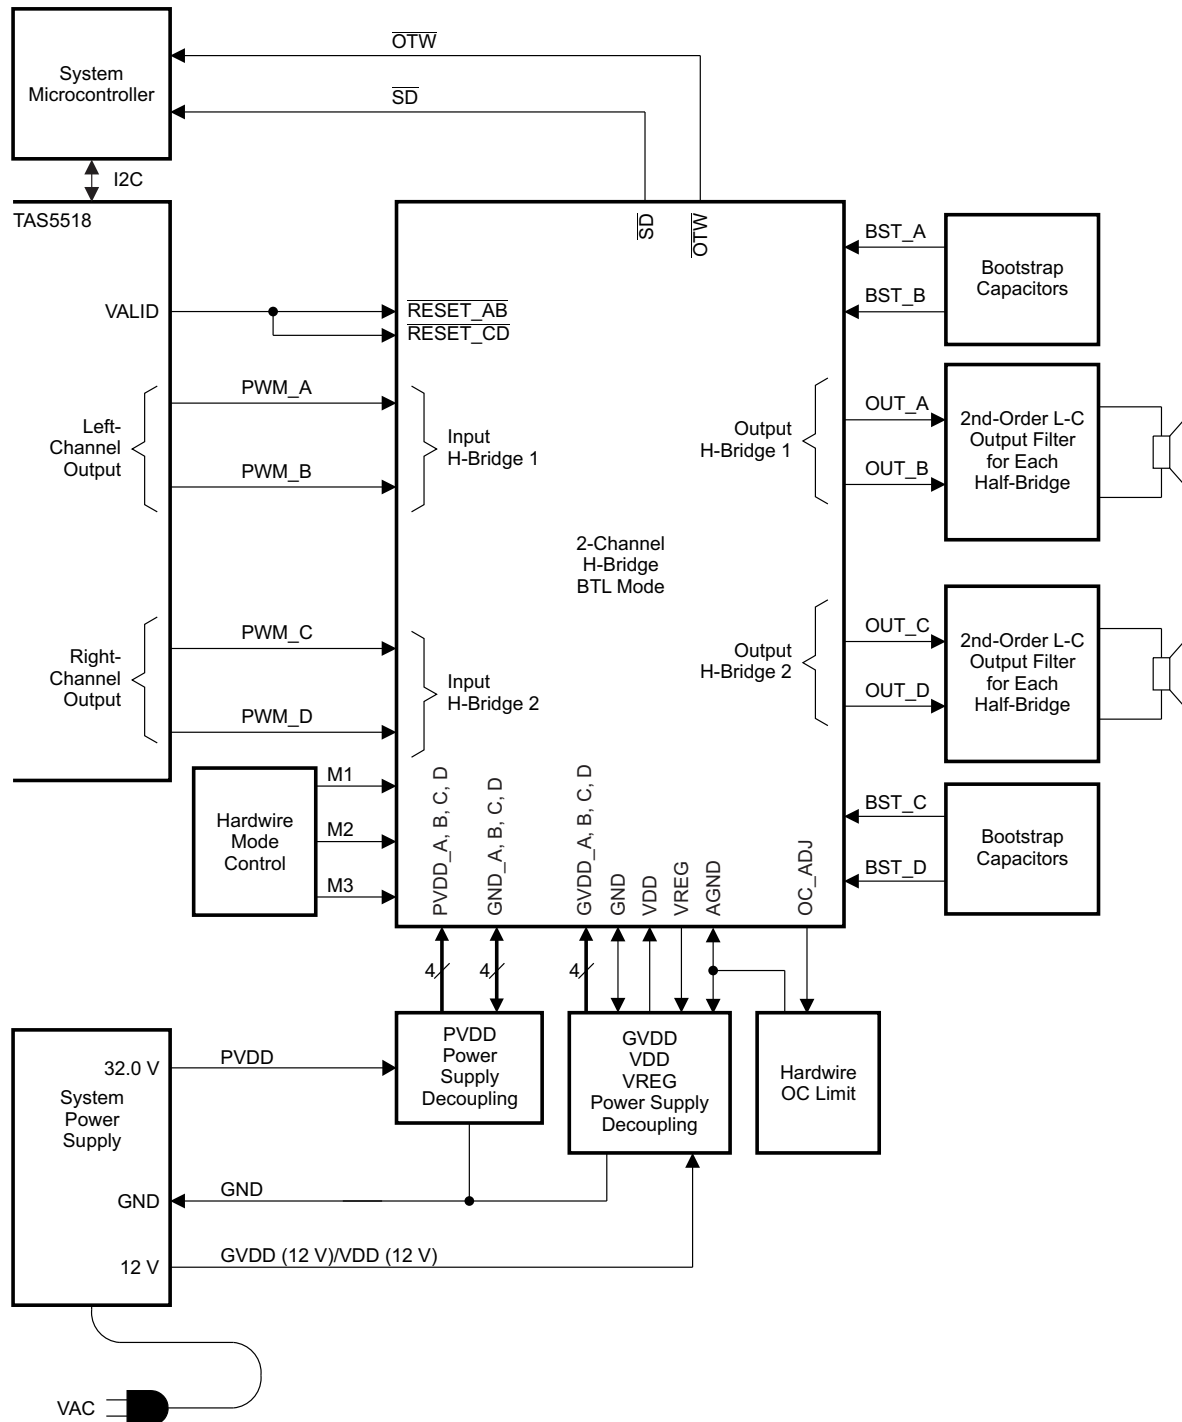 System
Microcontroller
OTW
SD
I2C
TAS5518
SD
OTW
BST_A
BST_B
Bootstrap
Capacitors
VALID
RESET_AB
RESET_CD
Left-
Channel
Output
PWM_A
PWM_B
Input
H-Bridge 1
Output
H-Bridge 1
OUT_A
OUT_B
2nd-Order L-C
Output Filter
for Each
Half-Bridge
2-Channel
H-Bridge
BTL Mode
Right-
Channel
Output
PWM_C
PWM_D
Input
H-Bridge 2
Output
H-Bridge 2
OUT_C
OUT_D
2nd-Order L-C
Output Filter
for Each
Half-Bridge
Hardwire
Mode
Control
M1
M2
M3
PVDD_A, B, C, D
GND_A, B, C, D
GVDD_A, B, C, D
GND
VDD
VREG
AGND
OC_ADJ
BST_C
BST_D
Bootstrap
Capacitors
4
4
4
PVDD
Power
Supply
Decoupling
GVDD
VDD
VREG
Power Supply
Decoupling
Hardwire
OC Limit
32.0 V
System
Power
Supply
GND
12 V
PVDD
GND
GVDD (12 V)/VDD (12 V)
VAC